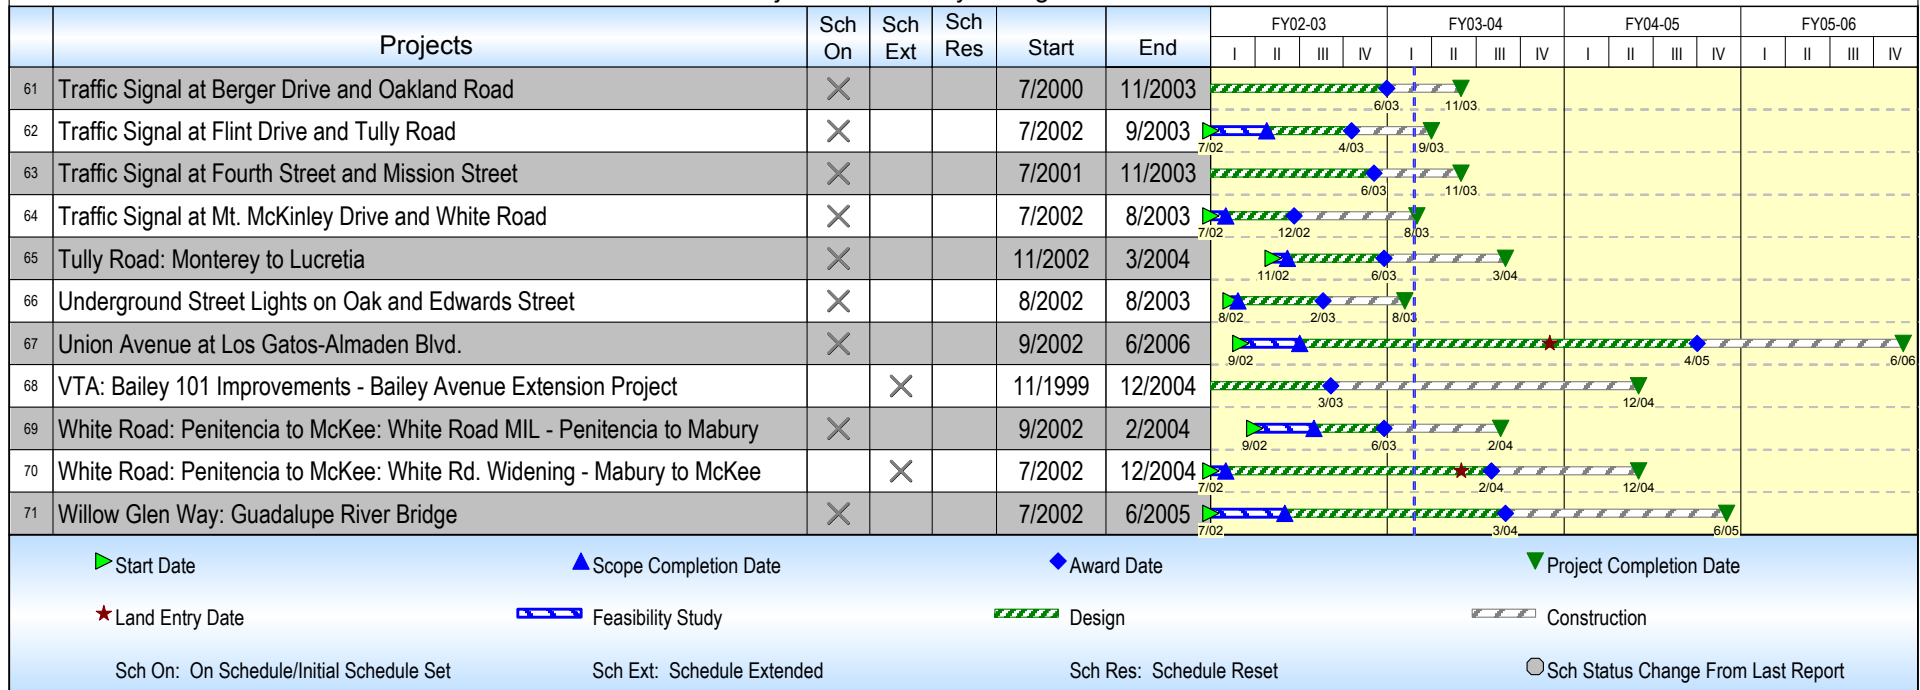 Projects Sch On Sch Ext Sch Res Start End FY02-03 FY03-04 FY04-05 FY05-06
I II III IV I II III IV I II III IV I II III IV
61 Traffic Signal at Berger Drive and Oakland Road 7/2000 11/2003 6/03 11/03
62 Traffic Signal at Flint Drive and Tully Road 7/2002 9/2003 7/02 4/03 9/03
63 Traffic Signal at Fourth Street and Mission Street 7/2001 11/2003 6/03 11/03
64 Traffic Signal at Mt. McKinley Drive and White Road 7/2002 8/2003 7/02 12/02 8/03
65 Tully Road: Monterey to Lucretia 11/2002 3/2004 11/02 6/03 3/04
66 Underground Street Lights on Oak and Edwards Street 8/2002 8/2003 8/02 2/03 8/03
67 Union Avenue at Los Gatos-Almaden Blvd. 9/2002 6/2006 9/02 4/05 6/06
68 VTA: Bailey 101 Improvements - Bailey Avenue Extension Project 11/1999 12/2004 3/03 12/04
69 White Road: Penitencia to McKee: White Road MIL - Penitencia to Mabury 9/2002 2/2004 9/02 6/03 2/04
70 White Road: Penitencia to McKee: White Rd. Widening - Mabury to McKee 7/2002 12/2004 7/02 2/04 12/04
71 Willow Glen Way: Guadalupe River Bridge 7/2002 6/2005 7/02 3/04 6/05
Start Date Scope Completion Date Award Date Project Completion Date
Land Entry Date Feasibility Study Design Construction
Sch On: On Schedule/Initial Schedule Set Sch Ext: Schedule Extended Sch Res: Schedule Reset Sch Status Change From Last Report